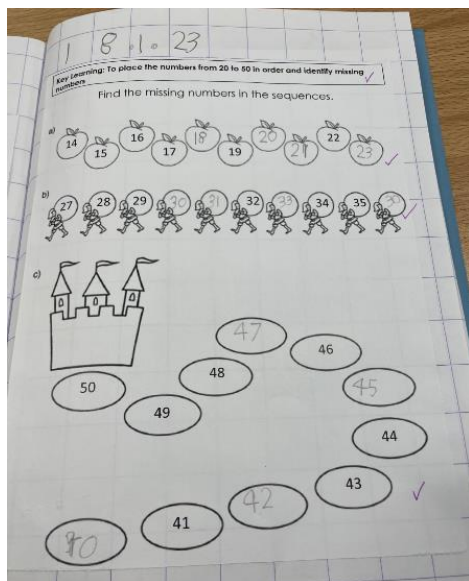 18.1.23
Key Learning: To place the numbers from 20 to 50 in order and identify missing
numbers
Find the missing numbers in the sequences.
a)
14 15 16 17 18 19 20 21 22 23
b)
27 28 29 30 31 32 33 34 35
c)
47
46
48
45
50
49
44
43
42
41